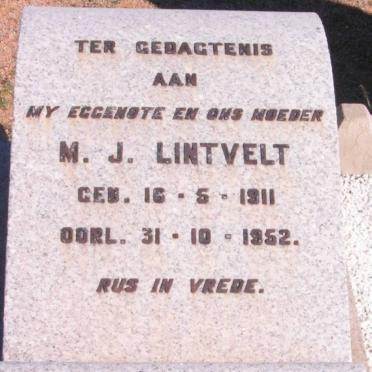 TER GEDAGTENIS
AAN
MY EGGENOTE EN ONS MOEDER
M. J. LINTVELT
GEB. 16 - 5 - 1911
OORL. 31 - 10 - 1952.
RUS IN VREDE.